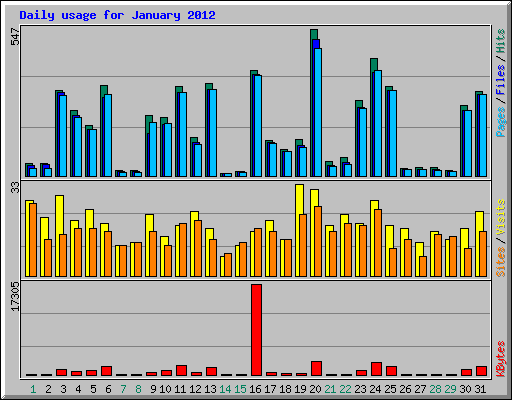 Daily usage for January 2012
547
Pages / Files / Hits
33
Sites / Visits
17305
KBytes
1 2 3 4 5 6 7 8 9 10 11 12 13 14 15 16 17 18 19 20 21 22 23 24 25 26 27 28 29 30 31